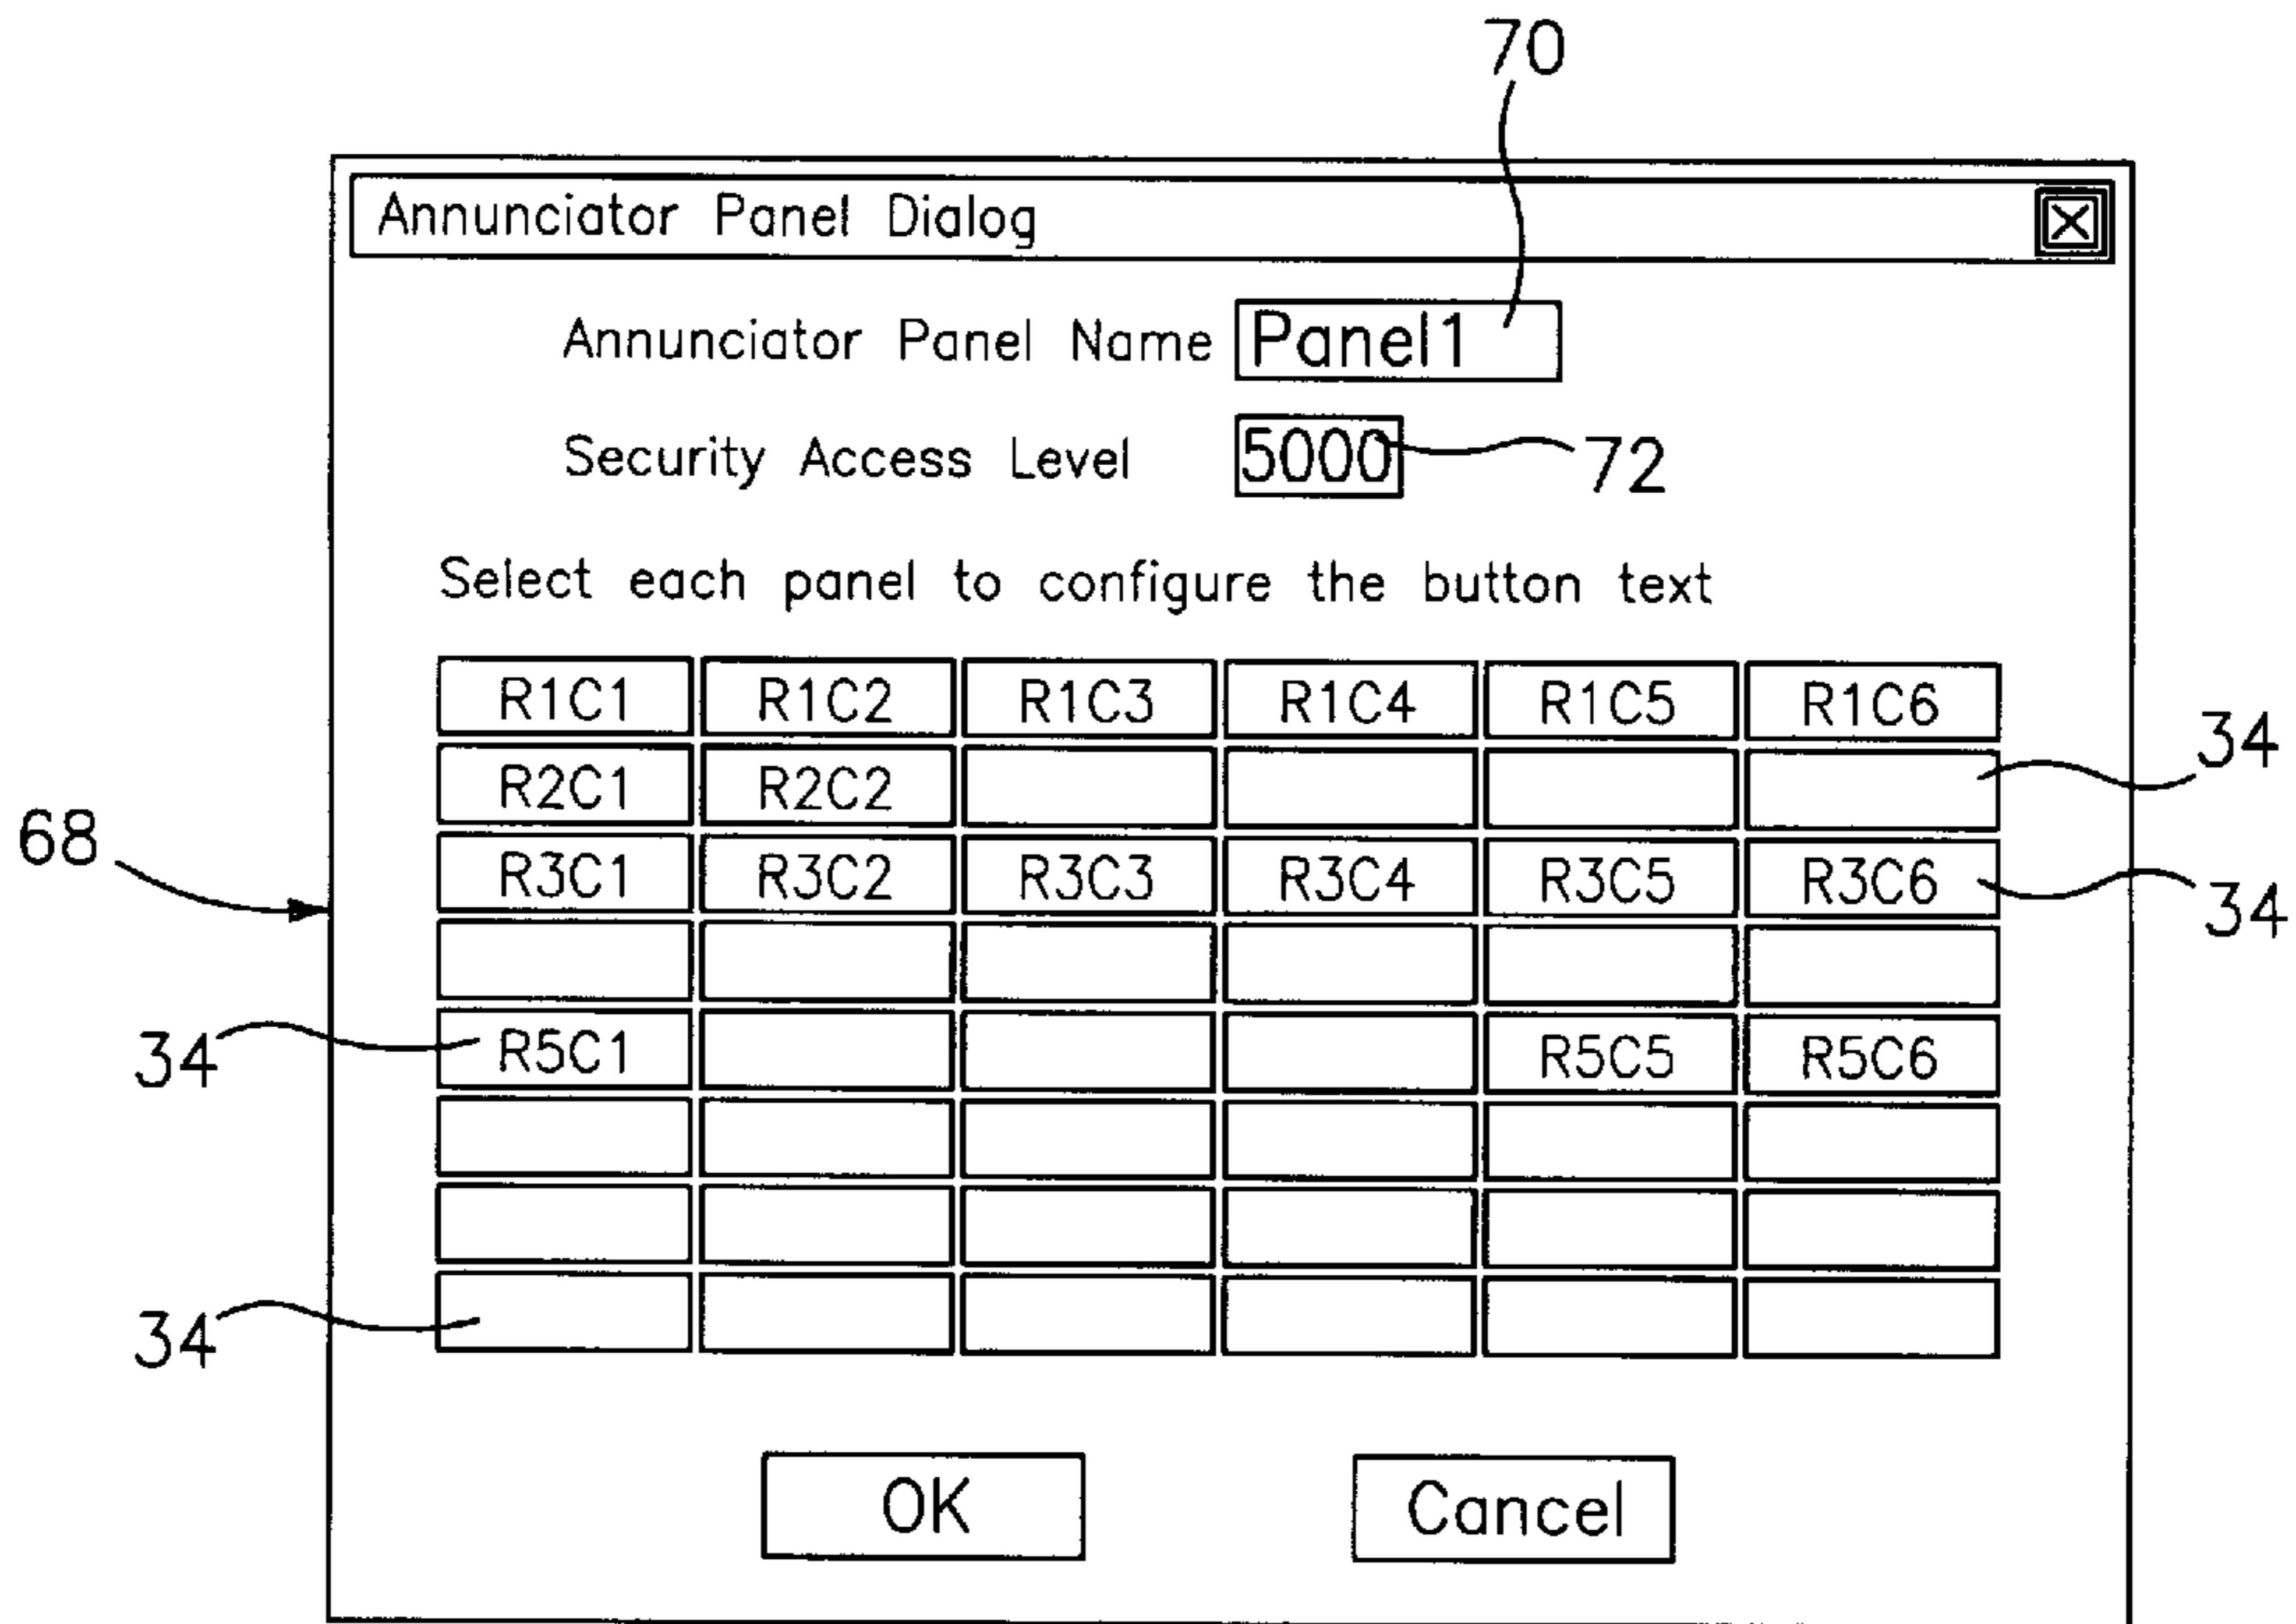 70
Annunciator Panel Dialog
Annunciator Panel Name Panel1
Security Access Level 5000 72
Select each panel to configure the button text
R1C1 R1C2 R1C3 R1C4 R1C5 R1C6
R2C1 R2C2 34
68 R3C1 R3C2 R3C3 R3C4 R3C5 R3C6 34
34 R5C1 R5C5 R5C6
34
OK Cancel